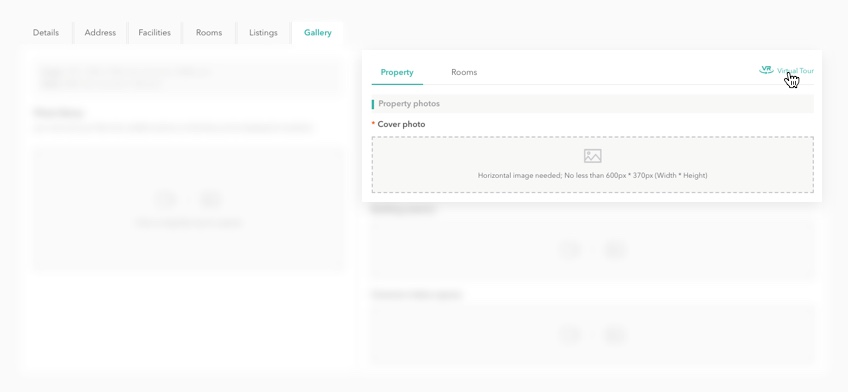 Details
Address
Facilities
Rooms
Listings
Gallery
Property
Rooms
VR
Virtual Tour
Property photos
* Cover photo
Horizontal image needed; No less than 600px * 370px (Width * Height)